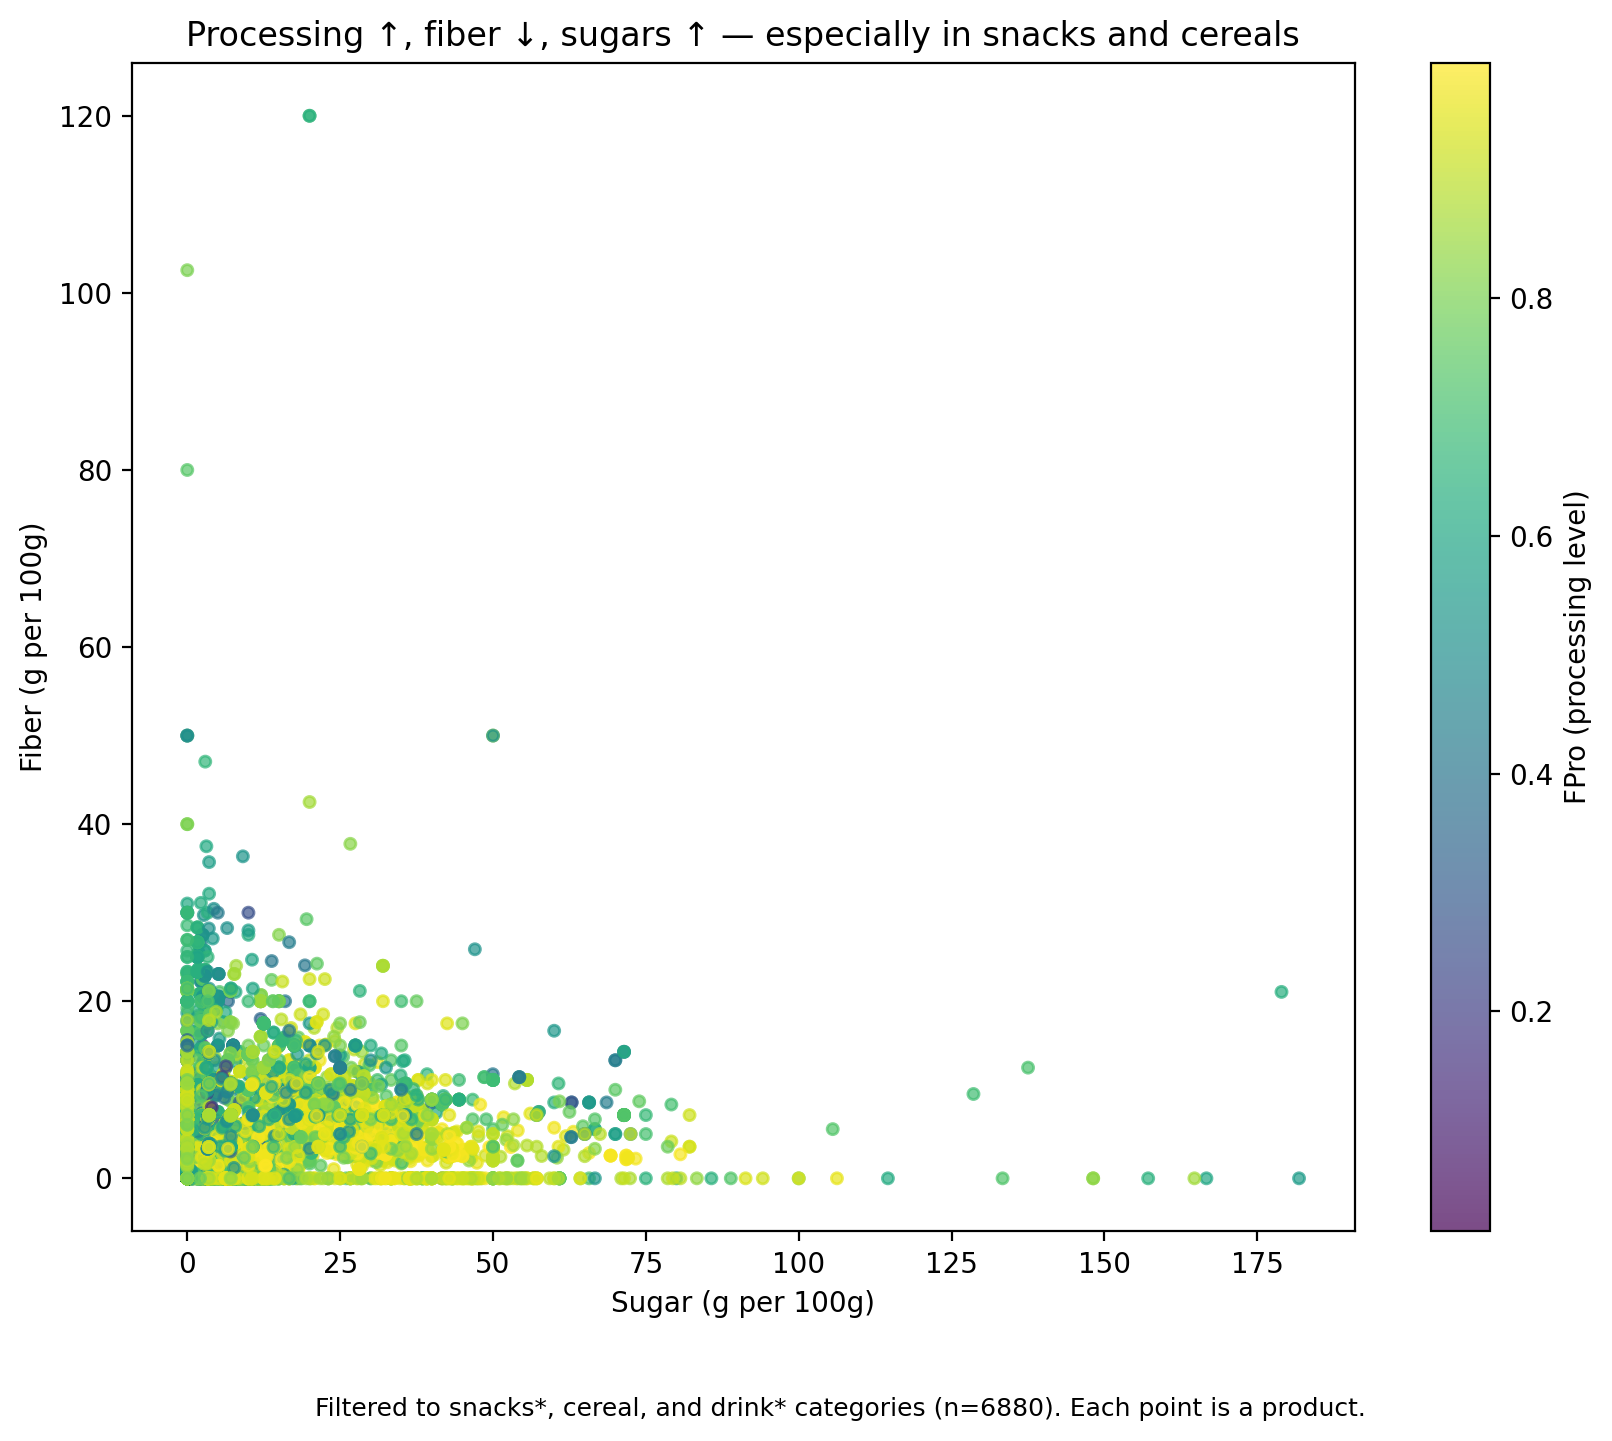 Processing ↑, fiber ↓, sugars ↑ — especially in snacks and cereals
120
100
80
60
40
20
0
Fiber (g per 100g)
0 25 50 75 100 125 150 175
Sugar (g per 100g)
0.8
0.6
0.4
0.2
FPro (processing level)
Filtered to snacks*, cereal, and drink* categories (n=6880). Each point is a product.